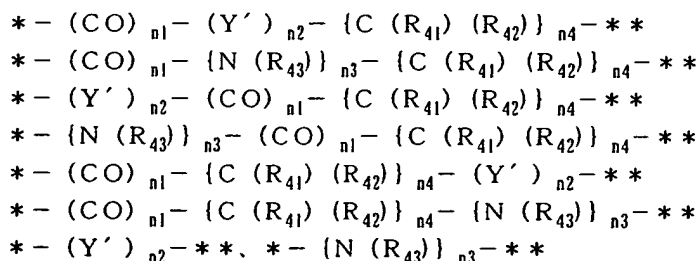 *－(CO)n1－(Y′)n2－{C(R41)(R42)}n4－**
*－(CO)n1－{N(R43)}n3－{C(R41)(R42)}n4－**
*－(Y′)n2－(CO)n1－{C(R41)(R42)}n4－**
*－{N(R43)}n3－(CO)n1－{C(R41)(R42)}n4－**
*－(CO)n1－{C(R41)(R42)}n4－(Y′)n2－**
*－(CO)n1－{C(R41)(R42)}n4－{N(R43)}n3－**
*－(Y′)n2－**、*－{N(R43)}n3－**